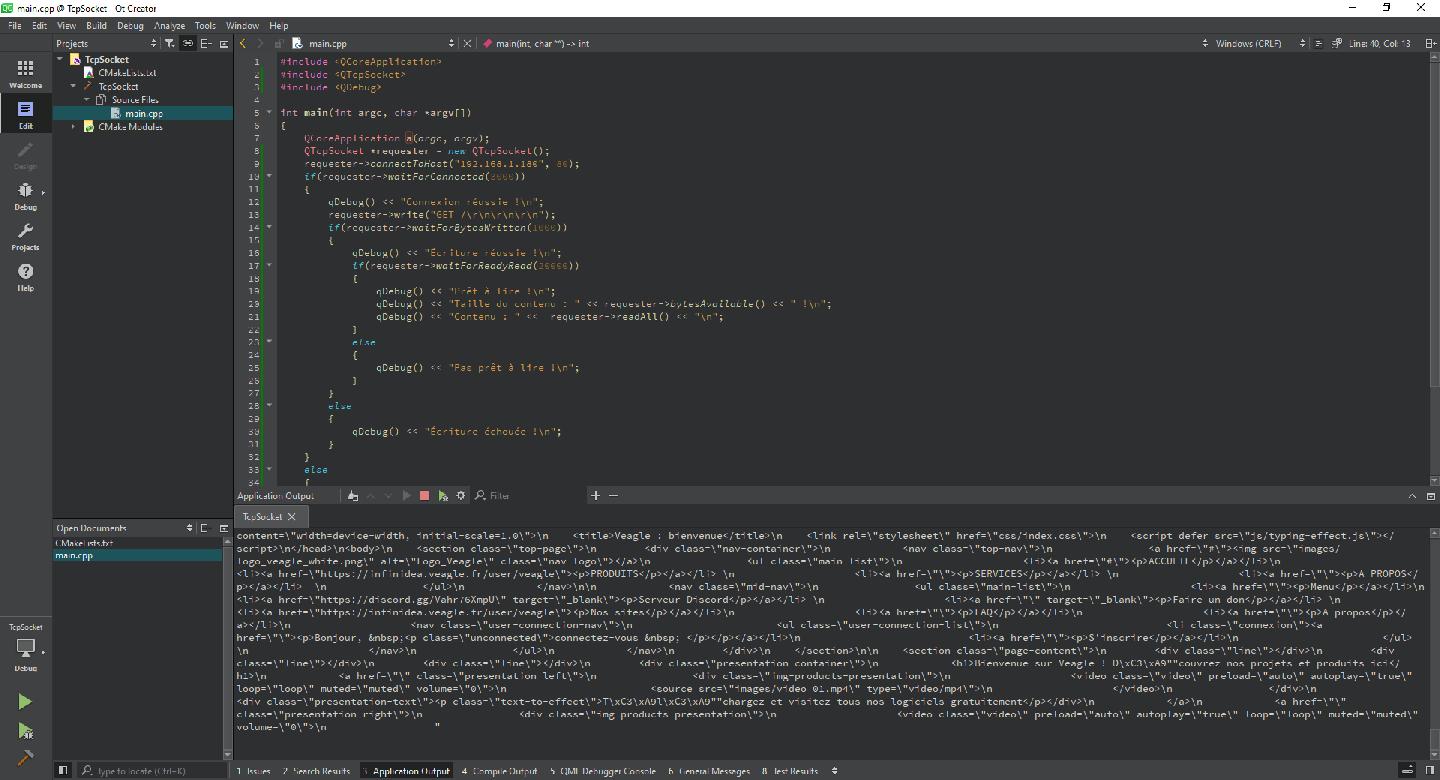 main.cpp @ TcpSocket - Qt Creator
File Edit View Build Debug Analyze Tools Window Help
Projects
main.cpp
main(int, char **) -> int
Windows (CRLF)
Line: 40, Col: 13
Welcome
Edit
Design
Debug
Projects
Help
TcpSocket
CMakeLists.txt
TcpSocket
Source Files
main.cpp
CMake Modules
1 #include <QCoreApplication>
2 #include <QTcpSocket>
3 #include <QDebug>
4
5 int main(int argc, char *argv[])
6 {
7 QCoreApplication a(argc, argv);
8 QTcpSocket *requester = new QTcpSocket();
9 requester->connectToHost("192.168.1.180", 80);
10 if(requester->waitForConnected(3000))
11 {
12 qDebug() << "Connexion réussie !\n";
13 requester->write("GET /\r\n\r\n\r\n");
14 if(requester->waitForBytesWritten(1000))
15 {
16 qDebug() << "Écriture réussie !\n";
17 if(requester->waitForReadyRead(20000))
18 {
19 qDebug() << "Prêt à lire !\n";
20 qDebug() << "Taille du contenu : " << requester->bytesAvailable() << " !\n";
21 qDebug() << "Contenu : " << requester->readAll() << "\n";
22 }
23 else
24 {
25 qDebug() << "Pas prêt à lire !\n";
26 }
27 }
28 else
29 {
30 qDebug() << "Écriture échouée !\n";
31 }
32 }
33 else
34 {
Application Output
Filter
TcpSocket
content=\"width=device-width, initial-scale=1.0\">\n <title>Veagle : bienvenue</title>\n <link rel=\"stylesheet\" href=\"css/index.css\">\n <script defer src=\"js/typing-effect.js\"></
script>\n</head>\n<body>\n <section class=\"top-page\">\n <div class=\"nav-container\">\n <nav class=\"top-nav\">\n <a href=\"#\"><img src=\"images/
logo_veagle_white.png\" alt=\"logo_Veagle\" class=\"nav_logo\"></a>\n <ul class=\"main_list\">\n <li><a href=\"#\"><p>ACCUEIL</p></a></li>\n
<li><a href=\"https://infinidea.veagle.fr/user/veagle\"><p>PRODUITS</p></a></li> \n <li><a href=\"\"><p>SERVICES</p></a></li> \n <li><a href=\"\"><p>A PROPOS</
p></a></li> \n </ul>\n </nav>\n\n <nav class=\"mid-nav\">\n <ul class=\"main-list\">\n <li><a href=\"\"><p>Menu</p></a></li>\n
<li><a href=\"https://discord.gg/Vahr76XmpU\" target=\"_blank\"><p>Serveur Discord</p></a></li> \n <li><a href=\"\" target=\"_blank\"><p>Faire un don</p></a></li> \n
<li><a href=\"https://infinidea.veagle.fr/user/veagle\"><p>Nos sites</p></a></li>\n <li><a href=\"\"><p>FAQ</p></a></li>\n <li><a href=\"\"><p>A propos</p></
a></li>\n <nav class=\"user-connection-nav\">\n <ul class=\"user-connection-list\">\n <li class=\"connexion\"><a
href=\"\"><p>Bonjour, &nbsp;<p class=\"unconnected\">connectez-vous &nbsp; </p></p></a></li>\n <li><a href=\"\"><p>S'inscrire</p></a></li>\n </ul>
\n </nav>\n </ul>\n </nav>\n </div>\n </section>\n\n <section class=\"page-content\">\n <div class=\"line\"></div>\n <div
class=\"line\"></div>\n <div class=\"line\"></div>\n <div class=\"presentation container\">\n <h1>Bienvenue sur Veagle ! D\xC3\xA9""couvrez nos projets et produits ici</
h1>\n <a href=\"\" class=\"presentation left\">\n <div class=\"img-products-presentation\">\n <video class=\"video\" preload=\"auto\" autoplay=\"true\"
loop=\"loop\" muted=\"muted\" volume=\"0\">\n <source src=\"images/video_01.mp4\" type=\"video/mp4\">\n </video>\n </div>\n
<div class=\"presentation-text\"><p class=\"text-to-effect\">T\xC3\xA9l\xC3\xA9""chargez et visitez tous nos logiciels gratuitement</p></div>\n </a>\n <a href=\"\"
class=\"presentation right\">\n <div class=\"img products presentation\">\n <video class=\"video\" preload=\"auto\" autoplay=\"true\" loop=\"loop\" muted=\"muted\"
volume=\"0\">\n "
Open Documents
CMakeLists.txt
main.cpp
TcpSocket
Debug
Type to locate (Ctrl+K)
1 Issues 2 Search Results 3 Application Output 4 Compile Output 5 QML Debugger Console 6 General Messages 8 Test Results